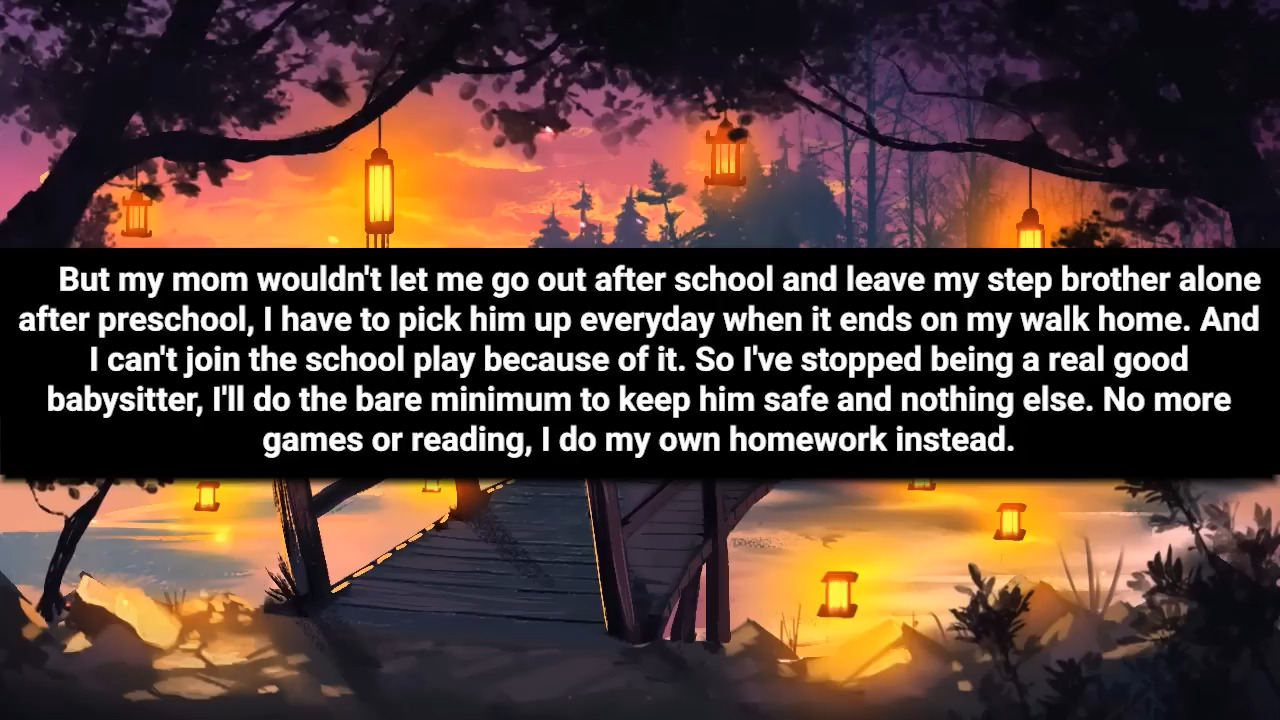 But my mom wouldn't let me go out after school and leave my step brother alone
after preschool, I have to pick him up everyday when it ends on my walk home. And
I can't join the school play because of it. So I've stopped being a real good
babysitter, I'll do the bare minimum to keep him safe and nothing else. No more
games or reading, I do my own homework instead.